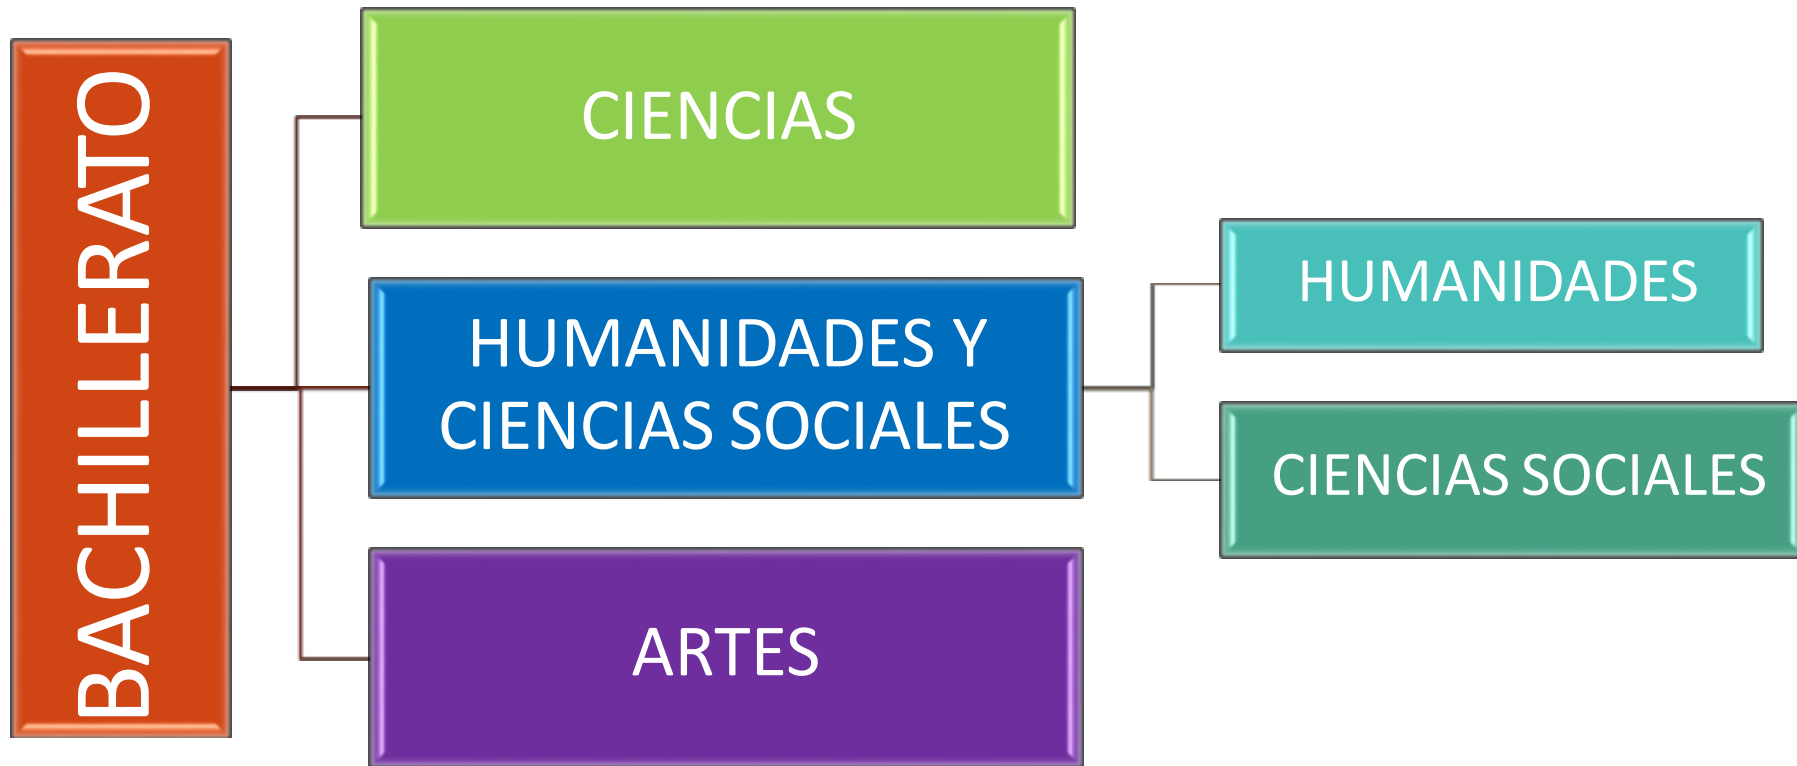 BACHILLERATO
CIENCIAS
HUMANIDADES Y
CIENCIAS SOCIALES
ARTES
HUMANIDADES
CIENCIAS SOCIALES